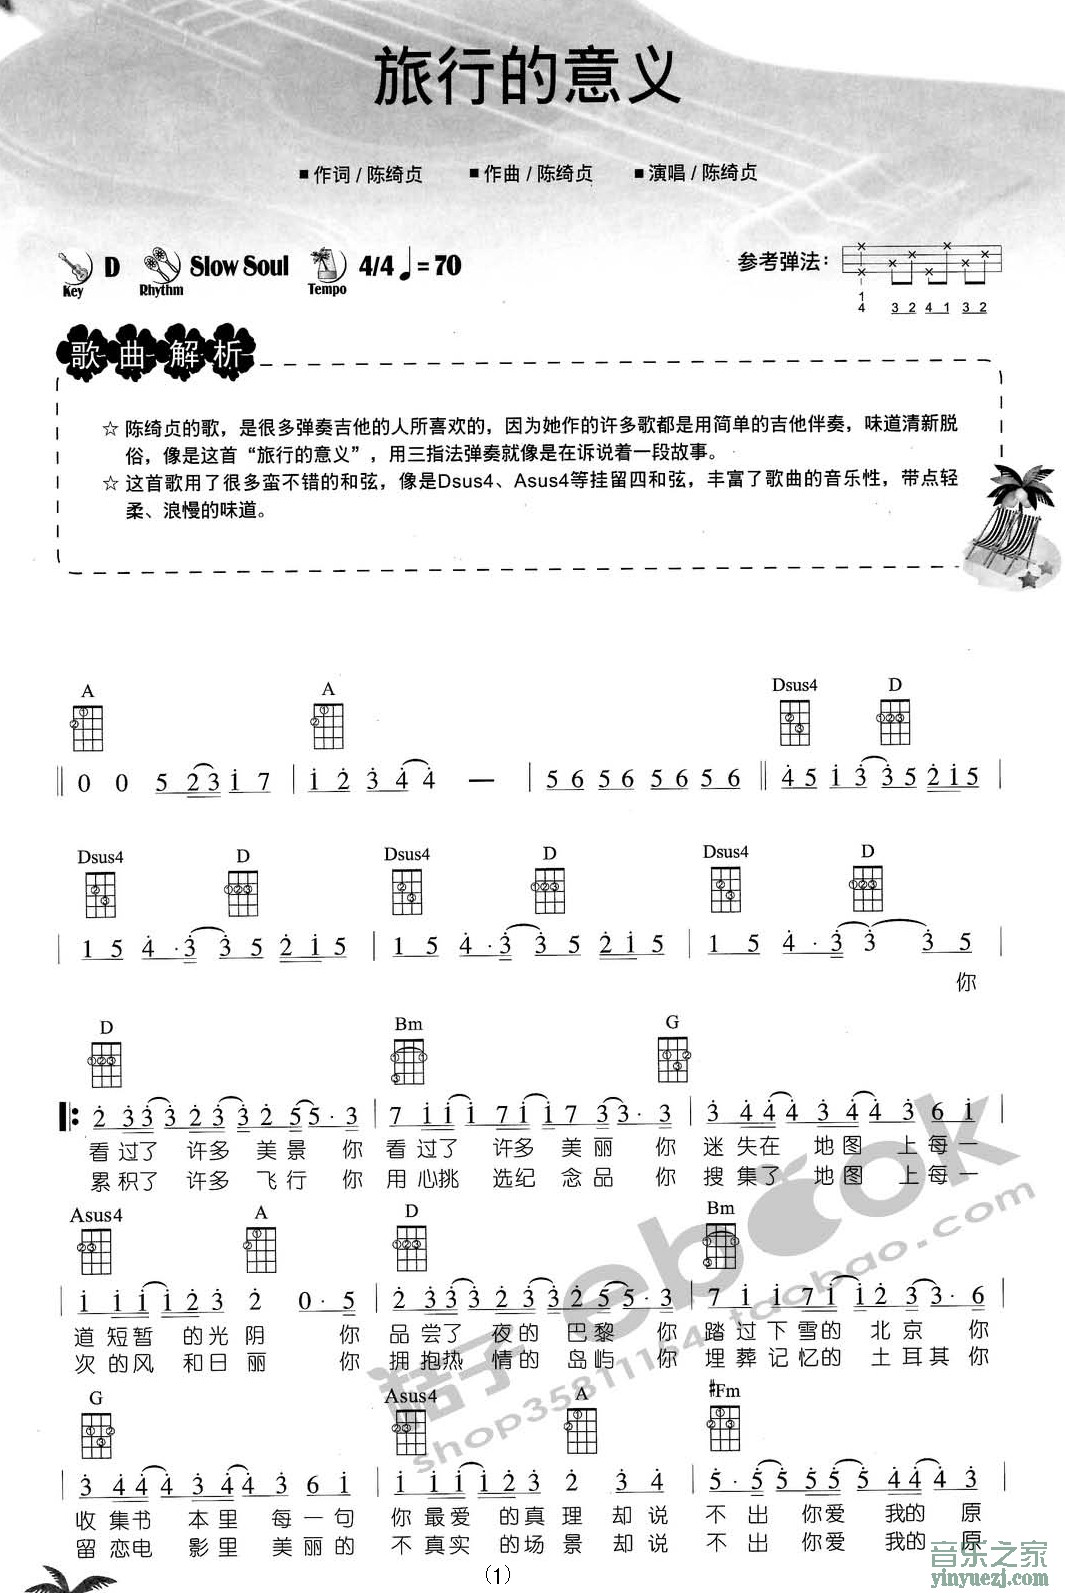 旅行的意义
■作词 / 陈绮贞 ■作曲 / 陈绮贞 ■演唱 / 陈绮贞
Key D Rhythm Slow Soul Tempo 4/4 ♩=70 参考弹法：
1
4 3 2 4 1 3 2
歌曲解析
☆ 陈绮贞的歌，是很多弹奏吉他的人所喜欢的，因为她作的许多歌都是用简单的吉他伴奏，味道清新脱
俗，像是这首“旅行的意义”，用三指法弹奏就像是在诉说着一段故事。
☆ 这首歌用了很多蛮不错的和弦，像是Dsus4、Asus4等挂留四和弦，丰富了歌曲的音乐性，带点轻
柔、浪慢的味道。
A A Dsus4 D
0 0 5 2 3 1 7 | 1 2 3 4 4 — | 5 6 5 6 5 6 5 6 ‖ 4 5 1 3 3 5 2 1 5 |
Dsus4 D Dsus4 D Dsus4 D
| 1 5 4 · 3 3 5 2 1 5 | 1 5 4 · 3 3 5 2 1 5 | 1 5 4 · 3 3 3 5 |
你
D Bm G
2 3 3 3 2 3 3 2 5 5 · 3 | 7 1 1 1 7 1 1 7 3 3 · 3 | 3 4 4 4 3 4 4 3 6 1 |
看过了 许多 美景 你 看过了 许多 美丽 你 迷失在 地图 上每一
累积了 许多 飞行 你 用心挑 选纪 念品 你 搜集了 地图 上每一
Asus4 A D Bm
| 1 1 1 1 2 3 2 0 · 5 | 2 3 3 3 2 3 3 2 5 5 · 5 | 7 1 1 7 1 1 2 3 3 · 6 |
道短暂 的光阴 你 品尝了 夜的 巴黎 你 踏过下雪的 北京 你
次的风 和日丽 你 拥抱热 情的 岛屿 你 埋葬记忆的 土耳其你
G Asus4 A #Fm
3 4 4 4 3 4 4 3 6 1 | 1 1 1 1 2 3 2 3 4 | 5 · 5 5 5 5 4 4 3 |
收集书 本里 每一句 你最爱 的真理 却说 不出 你爱 我的 原
留恋电 影里 美丽的 不真实 的场景 却说 不出 你爱 我的 原
桔子 ebook
shop35811154.taobao.com
(1)
音乐之家
yinyuezj.com